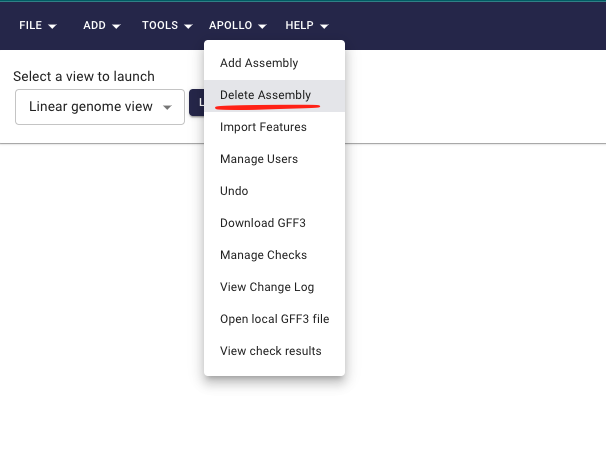 FILE ADD TOOLS APOLLO HELP
Select a view to launch
Linear genome view
L
Add Assembly
Delete Assembly
Import Features
Manage Users
Undo
Download GFF3
Manage Checks
View Change Log
Open local GFF3 file
View check results